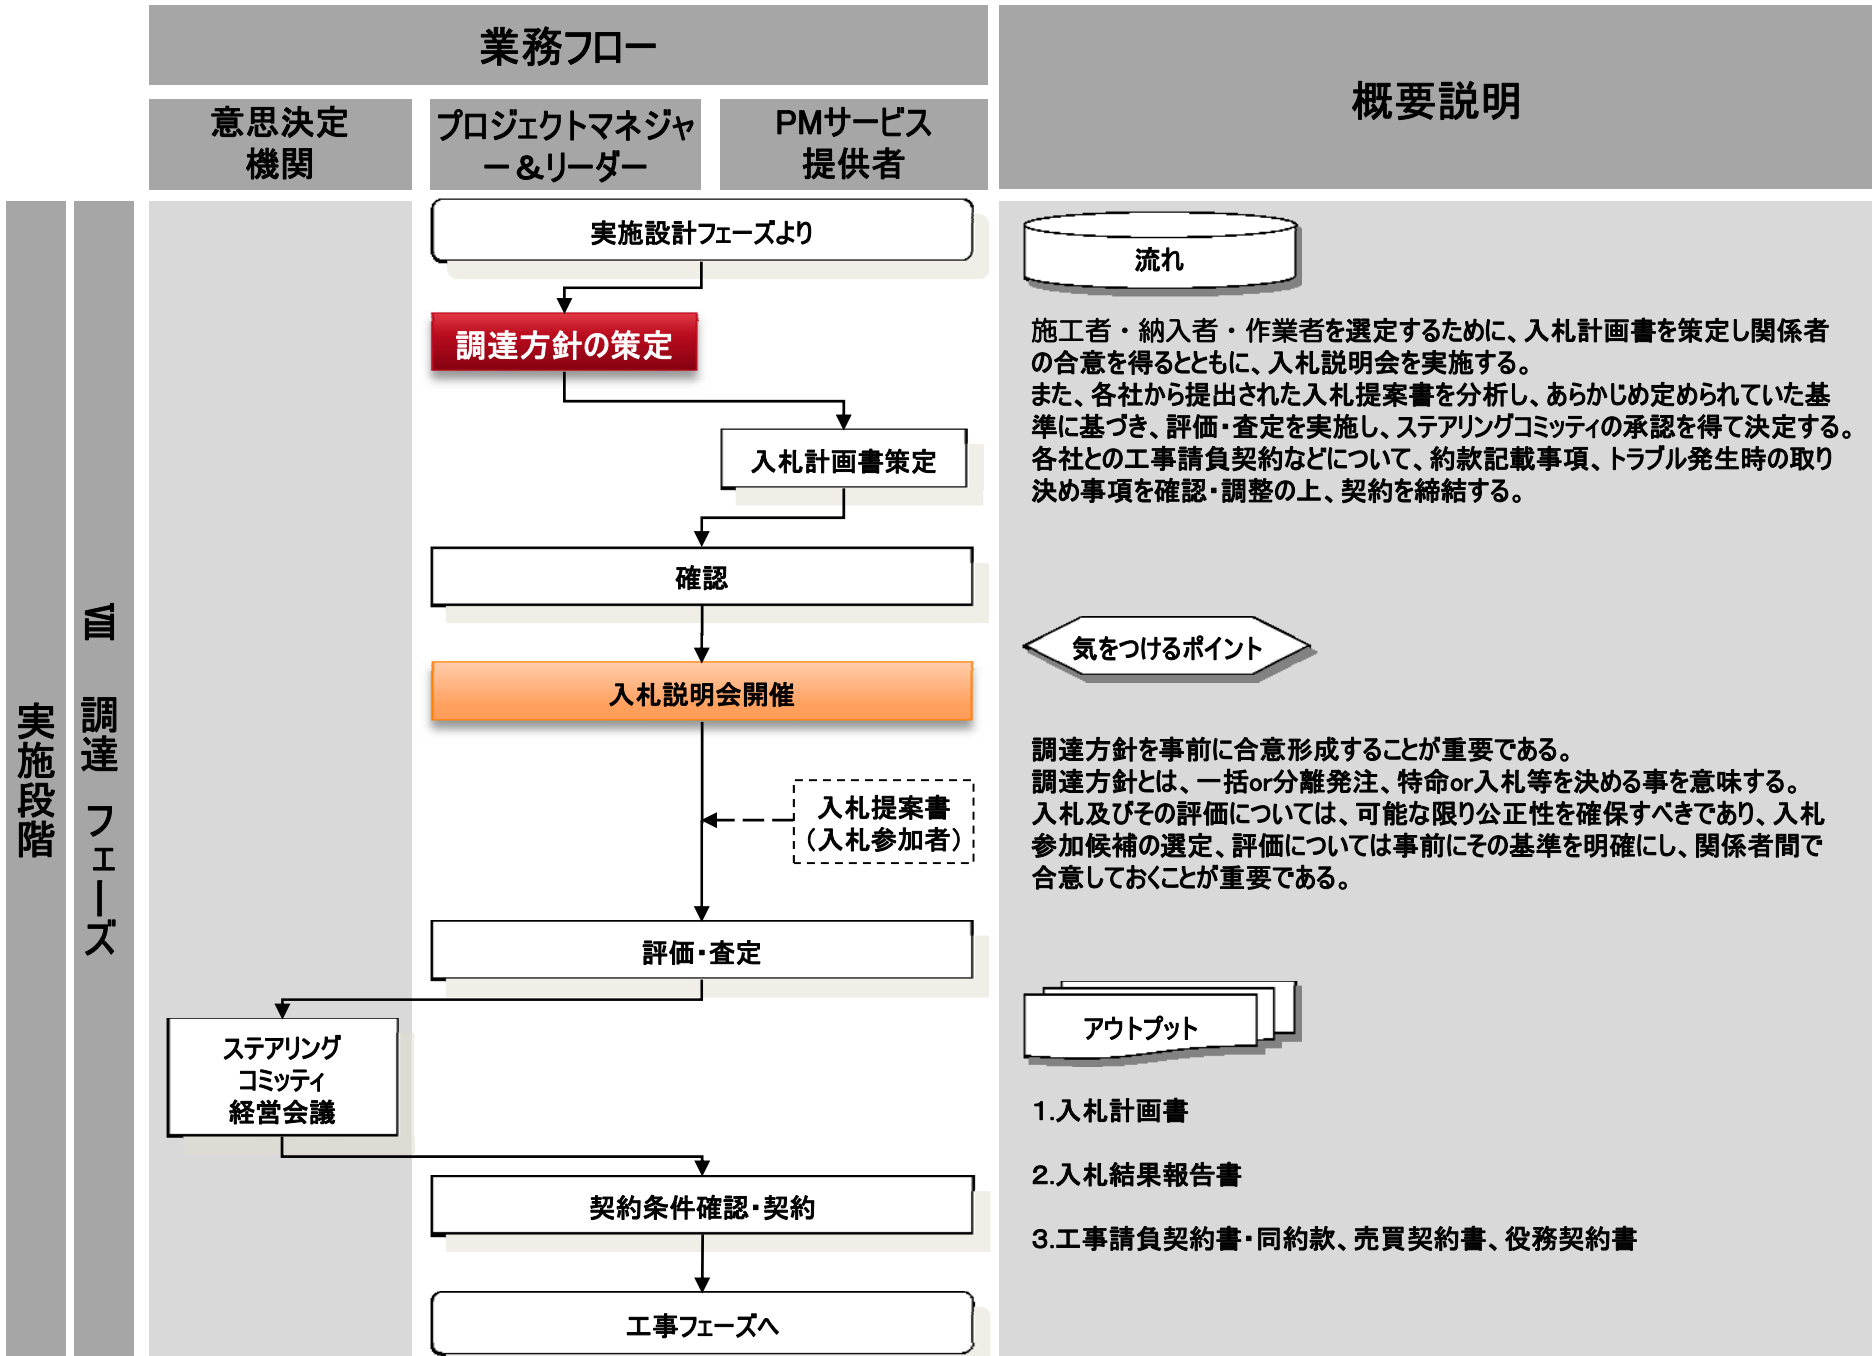 業務フロー
概要説明
意思決定
機関
プロジェクトマネジャ
ー&リーダー
PMサービス
提供者
実施段階
Ⅶ 調達フェーズ
実施設計フェーズより
調達方針の策定
入札計画書策定
確認
入札説明会開催
入札提案書
(入札参加者)
評価・査定
ステアリング
コミッティ
経営会議
契約条件確認・契約
工事フェーズへ
流れ
施工者・納入者・作業者を選定するために、入札計画書を策定し関係者
の合意を得るとともに、入札説明会を実施する。
また、各社から提出された入札提案書を分析し、あらかじめ定められていた基
準に基づき、評価・査定を実施し、ステアリングコミッティの承認を得て決定する。
各社との工事請負契約などについて、約款記載事項、トラブル発生時の取り
決め事項を確認・調整の上、契約を締結する。
気をつけるポイント
調達方針を事前に合意形成することが重要である。
調達方針とは、一括or分離発注、特命or入札等を決める事を意味する。
入札及びその評価については、可能な限り公正性を確保すべきであり、入札
参加候補の選定、評価については事前にその基準を明確にし、関係者間で
合意しておくことが重要である。
アウトプット
1.入札計画書
2.入札結果報告書
3.工事請負契約書・同約款、売買契約書、役務契約書